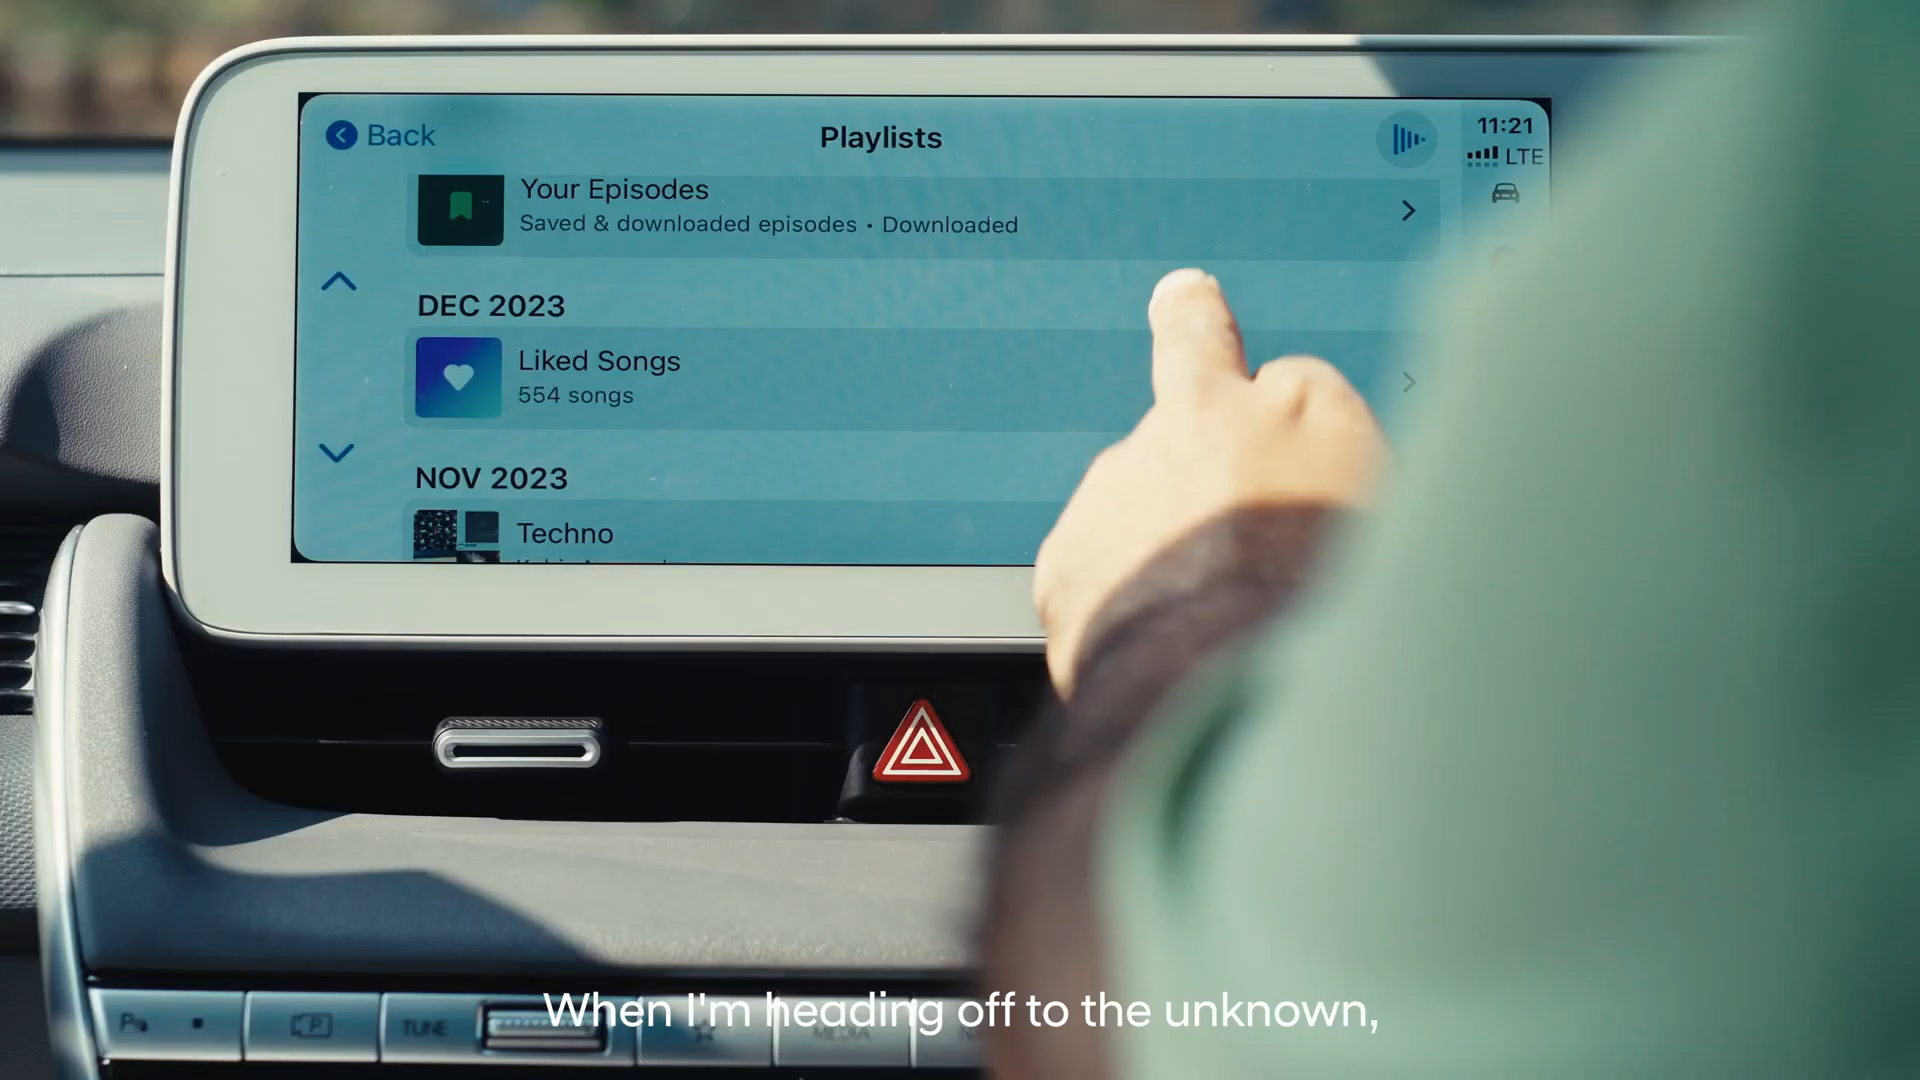 Back
Playlists
11:21
LTE
Your Episodes
Saved & downloaded episodes • Downloaded
DEC 2023
Liked Songs
554 songs
NOV 2023
Techno
P
TUNE
MEDIA
When I'm heading off to the unknown,